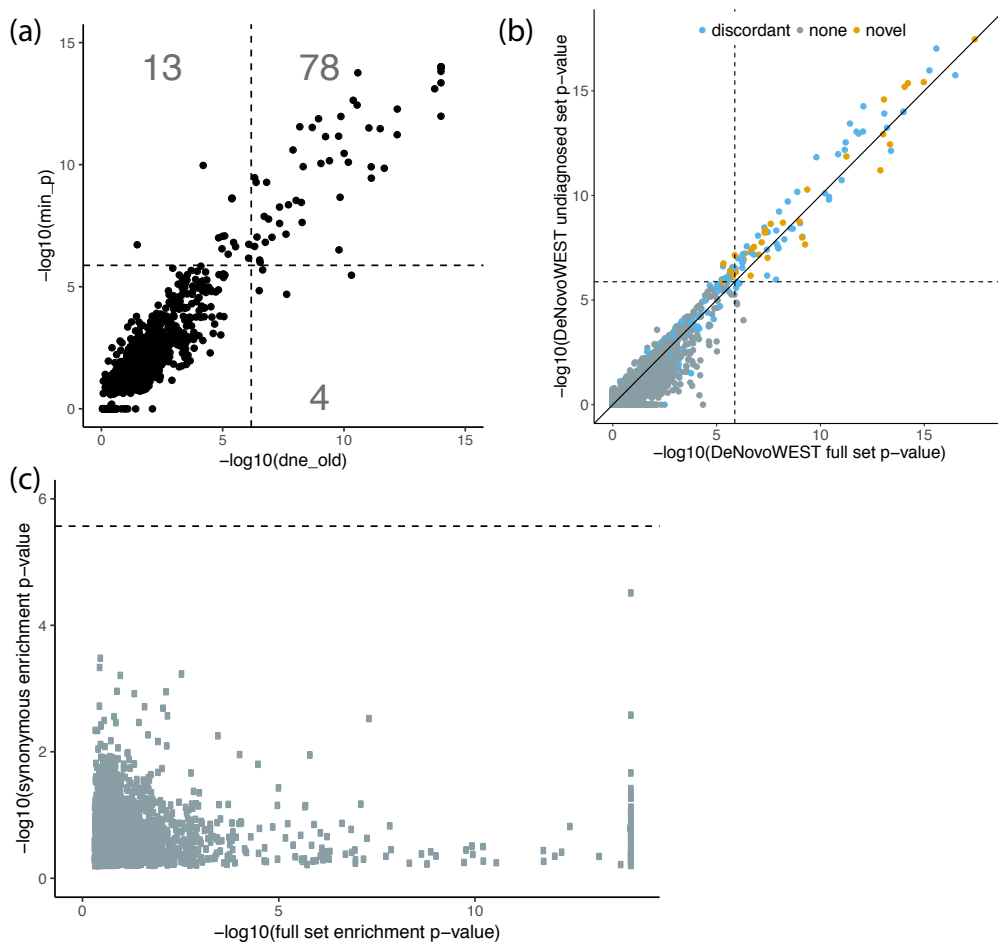 (a)
15
10
5
0
−log10(min_p)
13
78
4
0
5
10
15
−log10(dne_old)
(b)
discordant none novel
15
10
5
0
−log10(DeNovoWEST undiagnosed set p−value)
0
5
10
15
−log10(DeNovoWEST full set p−value)
(c)
6
4
2
0
−log10(synonymous enrichment p−value)
0
5
10
−log10(full set enrichment p−value)